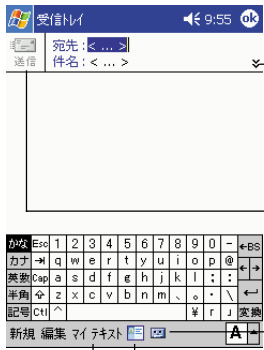 受信トレイ 9:55 ok
宛先:< ... >
送信 件名:< ... >
かな Esc 1 2 3 4 5 6 7 8 9 0 - ←BS
カナ →| q w e r t y u i o p @ ← →
英数 Cap a s d f g h j k l ; :
半角 z x c v b n m 、 。 ・ \ ↵
記号 Ctl ^ ¥ 「 」 変換
新規 編集 マイ テキスト A